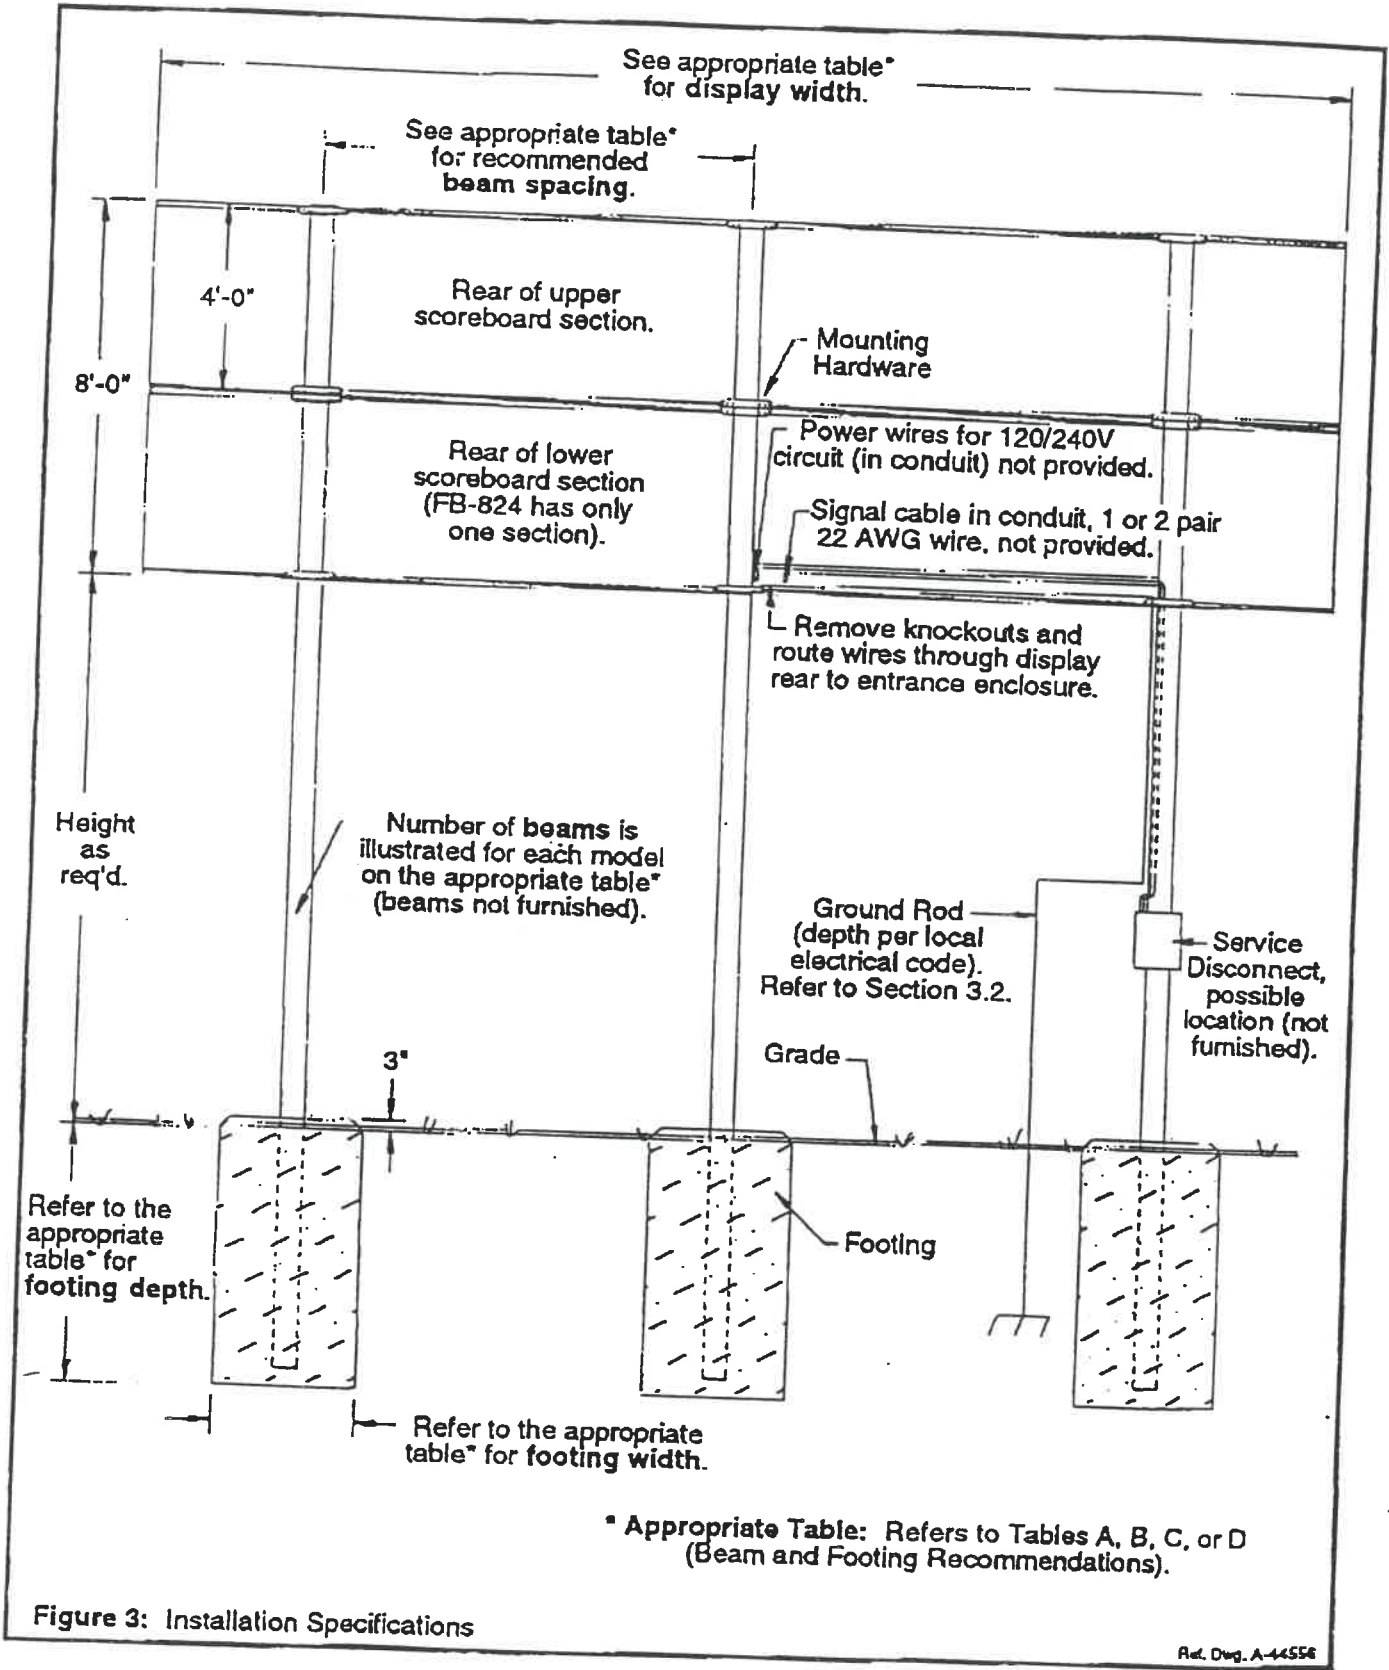 See appropriate table*
for display width.
See appropriate table*
for recommended
beam spacing.
4'-0"
8'-0"
Rear of upper
scoreboard section.
Mounting
Hardware
Rear of lower
scoreboard section
(FB-824 has only
one section).
Power wires for 120/240V
circuit (in conduit) not provided.
Signal cable in conduit, 1 or 2 pair
22 AWG wire, not provided.
Remove knockouts and
route wires through display
rear to entrance enclosure.
Height
as
req'd.
Number of beams is
illustrated for each model
on the appropriate table*
(beams not furnished).
Ground Rod
(depth per local
electrical code).
Refer to Section 3.2.
Service
Disconnect,
possible
location (not
furnished).
3"
Grade
Refer to the
appropriate
table* for
footing depth.
Footing
Refer to the appropriate
table* for footing width.
* Appropriate Table: Refers to Tables A, B, C, or D
(Beam and Footing Recommendations).
Figure 3: Installation Specifications
Ref. Dwg. A-44556